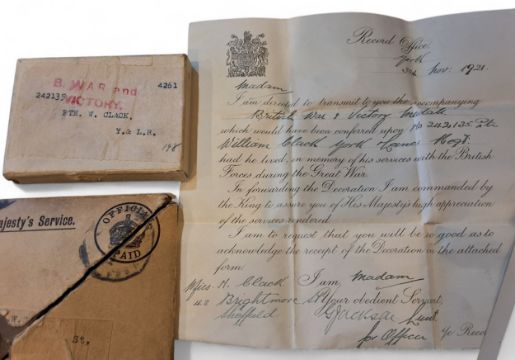 B. WAR and
VICTORY.
4261
242135
PTE. W. CLACK,
Y. & L.R.
198
Majesty's Service.
OFFICIAL
PAID
St.
Record Office,
York
Nov: 1921.
Madam
I am directed to transmit to you the accompanying
British War & Victory Medals
which would have been conferred upon No 242135 Pte
William Clack York & Lancs Regt.
had he lived, in memory of his services with the British
Forces during the Great War.
In forwarding the Decoration I am commanded by
the King to assure you of His Majesty's high appreciation
of the services rendered.
I am to request that you will be so good as to
acknowledge the receipt of the Decoration on the attached
form.
I am, Madam
H. Clack
Your obedient Servant,
Sheffield
Jackson Lieut
for Officer i/c Records